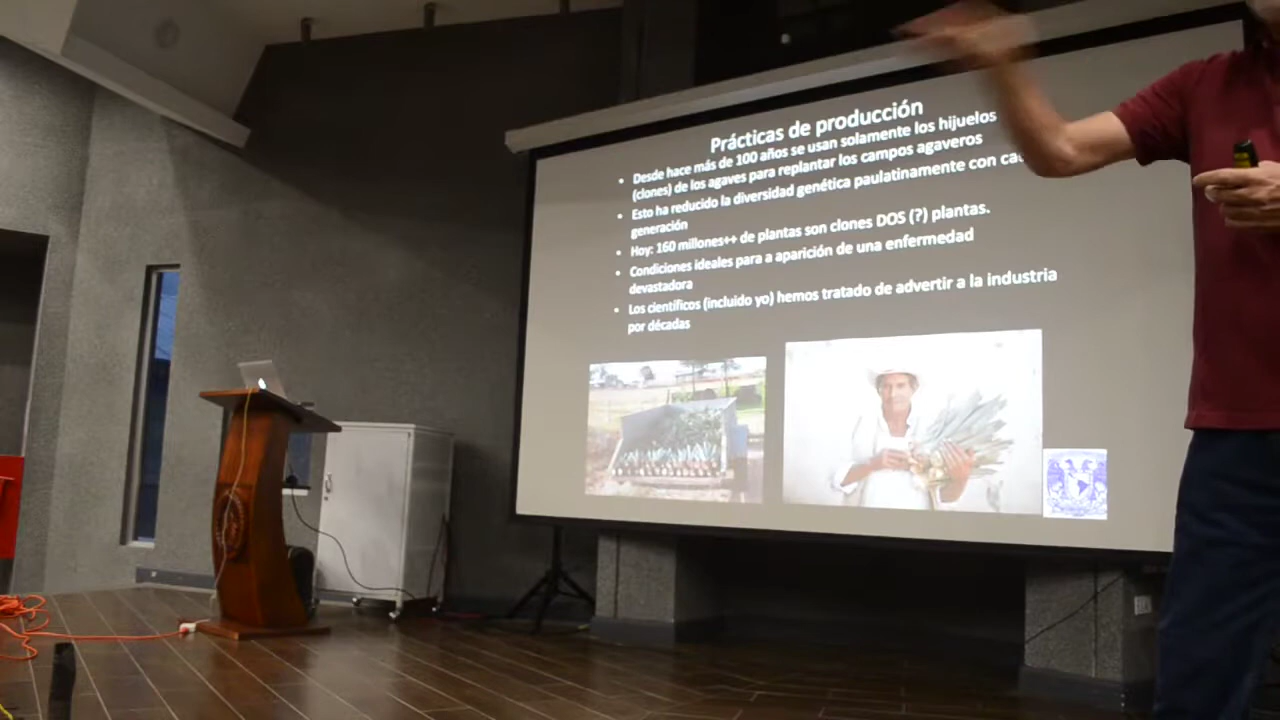 Prácticas de producción
• Desde hace más de 100 años se usan solamente los hijuelos
(clones) de los agaves para replantar los campos agaveros
• Esto ha reducido la diversidad genética paulatinamente con
generación
• Hoy: 160 millones++ de plantas son clones DOS (?) plantas.
• Condiciones ideales para a aparición de una enfermedad
devastadora
• Los científicos (incluido yo) hemos tratado de advertir a la industria
por décadas